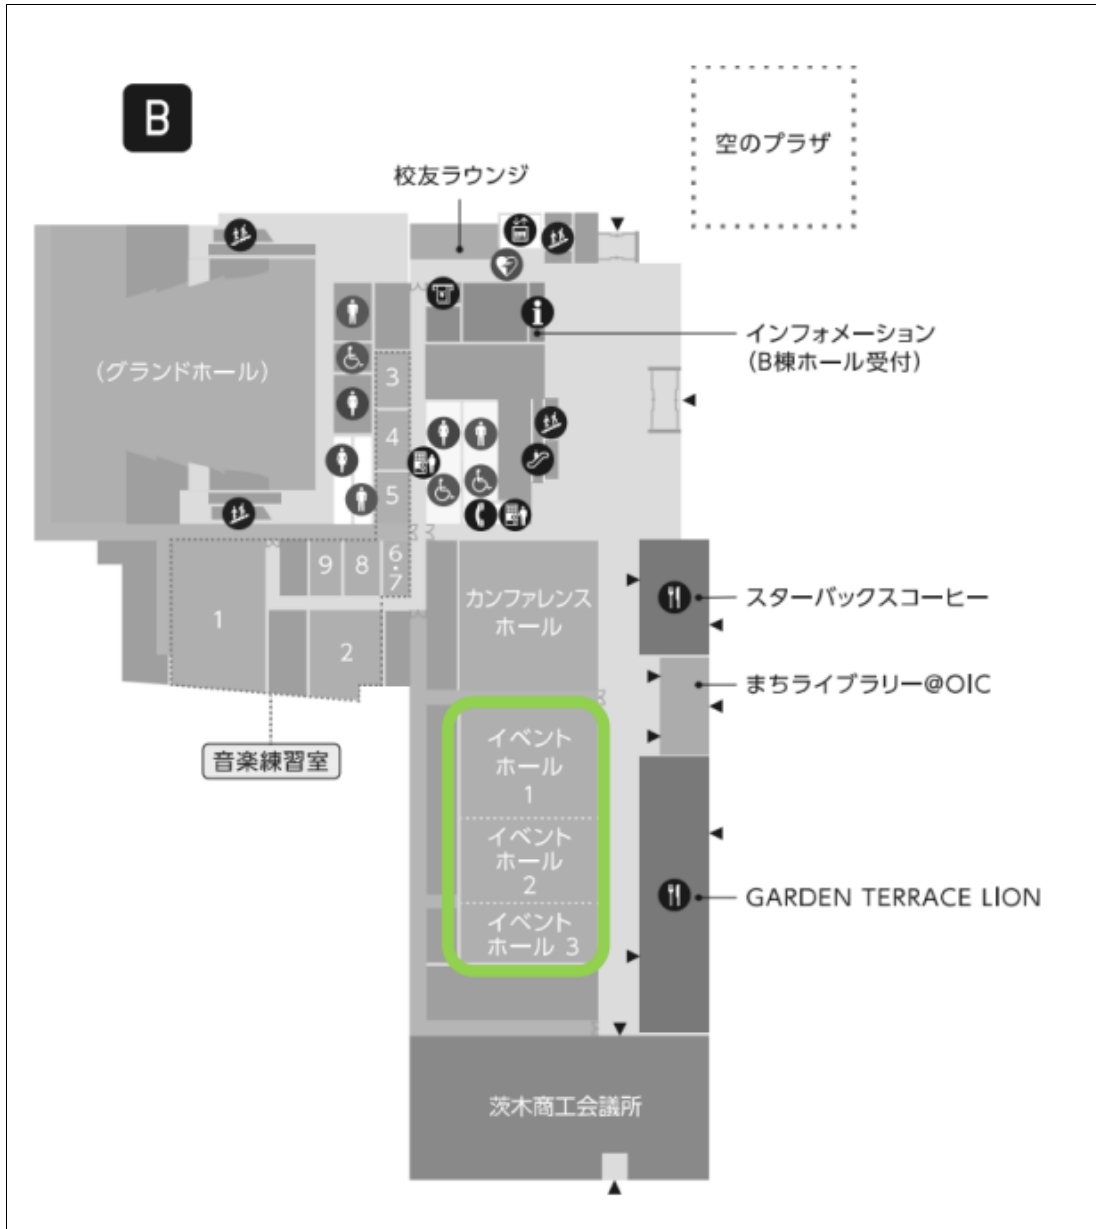 B
空のプラザ
校友ラウンジ
インフォメーション
(B棟ホール受付)
(グランドホール)
3
4
5
6・7
8
9
1
2
カンファレンス
ホール
スターバックスコーヒー
まちライブラリー@OIC
音楽練習室
イベント
ホール
1
イベント
ホール
2
イベント
ホール 3
GARDEN TERRACE LION
茨木商工会議所